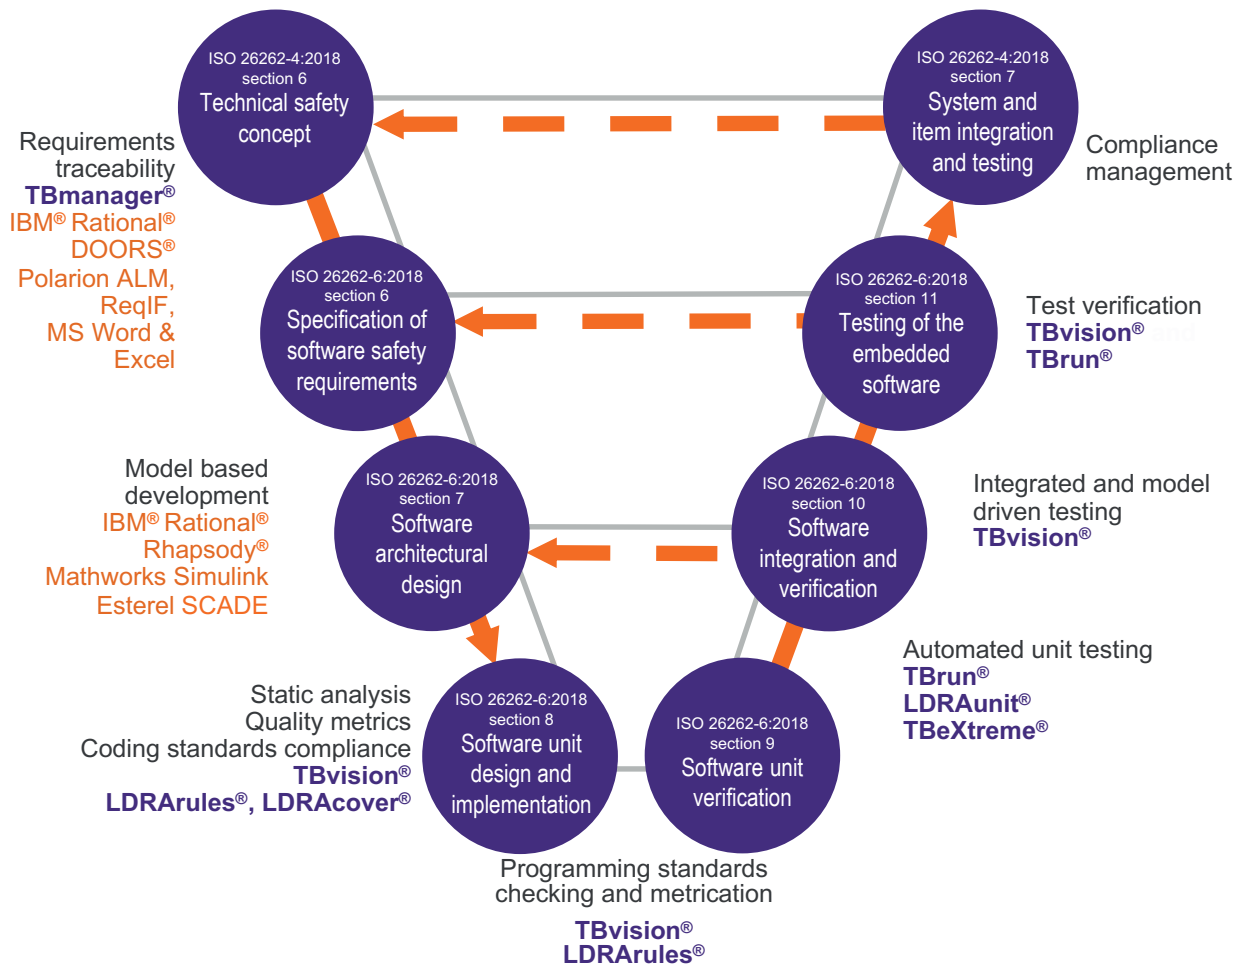 ISO 26262-4:2018
section 6
Technical safety
concept
ISO 26262-4:2018
section 7
System and
item integration
and testing
Requirements
traceability
TBmanager®
IBM® Rational®
DOORS®
Polarion ALM,
ReqIF,
MS Word &
Excel
Compliance
management
ISO 26262-6:2018
section 6
Specification of
software safety
requirements
ISO 26262-6:2018
section 11
Testing of the
embedded
software
Test verification
TBvision® and
TBrun®
Model based
development
IBM® Rational®
Rhapsody®
Mathworks Simulink
Esterel SCADE
ISO 26262-6:2018
section 7
Software
architectural
design
ISO 26262-6:2018
section 10
Software
integration and
verification
Integrated and model
driven testing
TBvision®
Static analysis
Quality metrics
Coding standards compliance
TBvision®
LDRArules®, LDRAcover®
ISO 26262-6:2018
section 8
Software unit
design and
implementation
ISO 26262-6:2018
section 9
Software unit
verification
Automated unit testing
TBrun®
LDRAunit®
TBeXtreme®
Programming standards
checking and metrication
TBvision®
LDRArules®